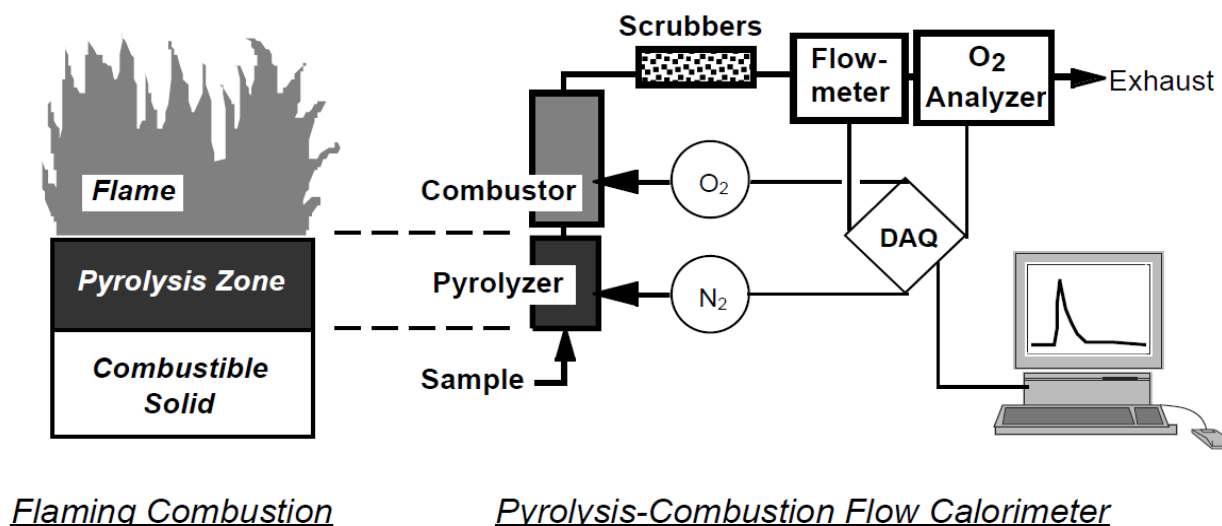 Flame
Pyrolysis Zone
Combustible
Solid
Flaming Combustion
Scrubbers
Flow-
meter
O2
Analyzer
Exhaust
Combustor
O2
DAQ
Pyrolyzer
N2
Sample
Pyrolysis-Combustion Flow Calorimeter